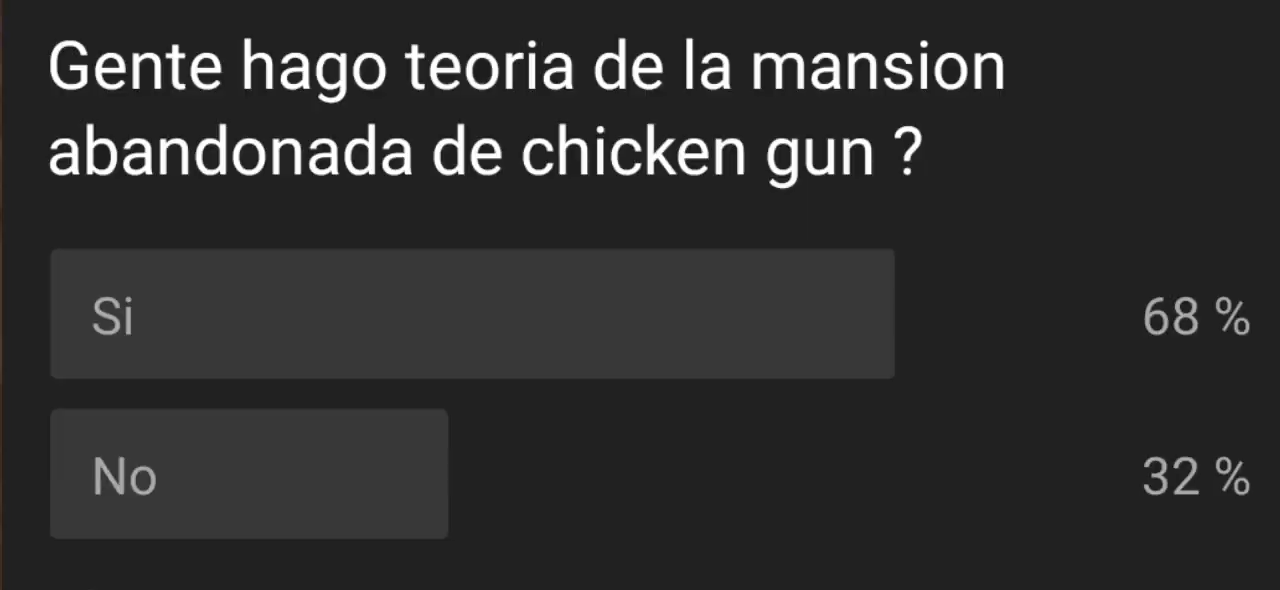 Gente hago teoria de la mansion
abandonada de chicken gun ?
Si 68 %
No 32 %